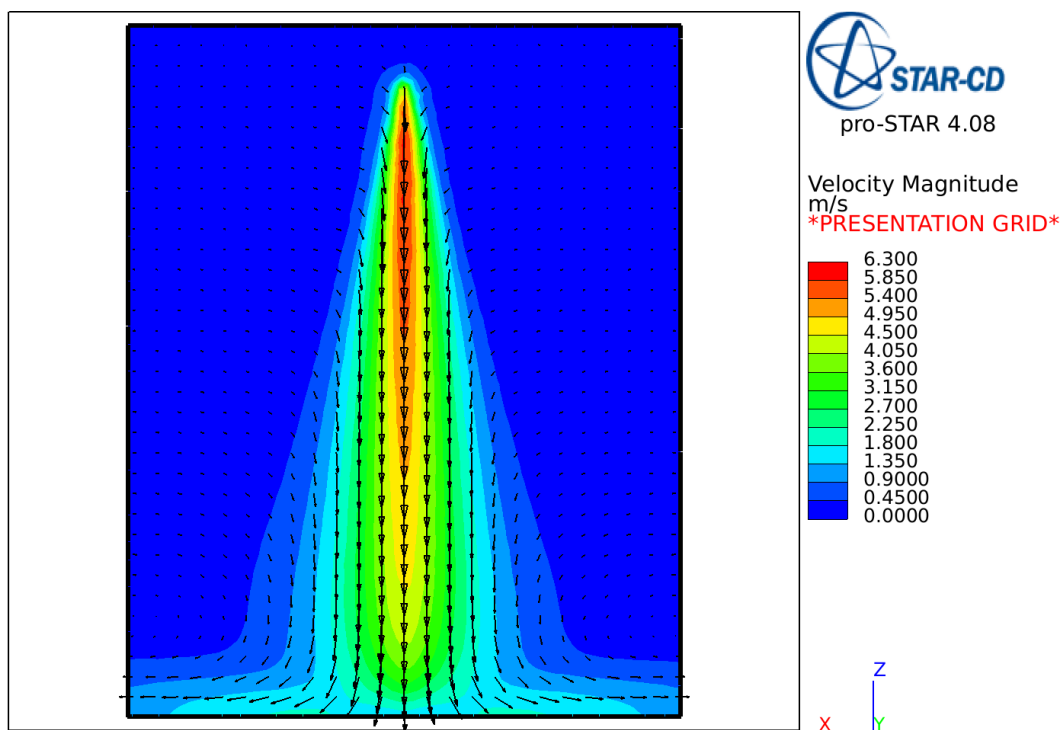 STAR-CD
pro-STAR 4.08
Velocity Magnitude
m/s
*PRESENTATION GRID*
6.300
5.850
5.400
4.950
4.500
4.050
3.600
3.150
2.700
2.250
1.800
1.350
0.9000
0.4500
0.0000
Z
X
Y